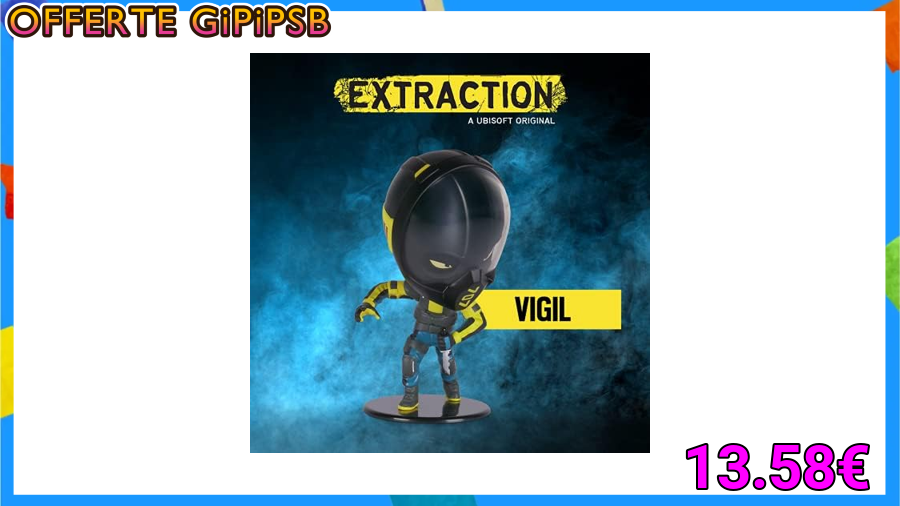 OFFERTE GiPiPSB
EXTRACTION
A UBISOFT ORIGINAL
VIGIL
13.58€